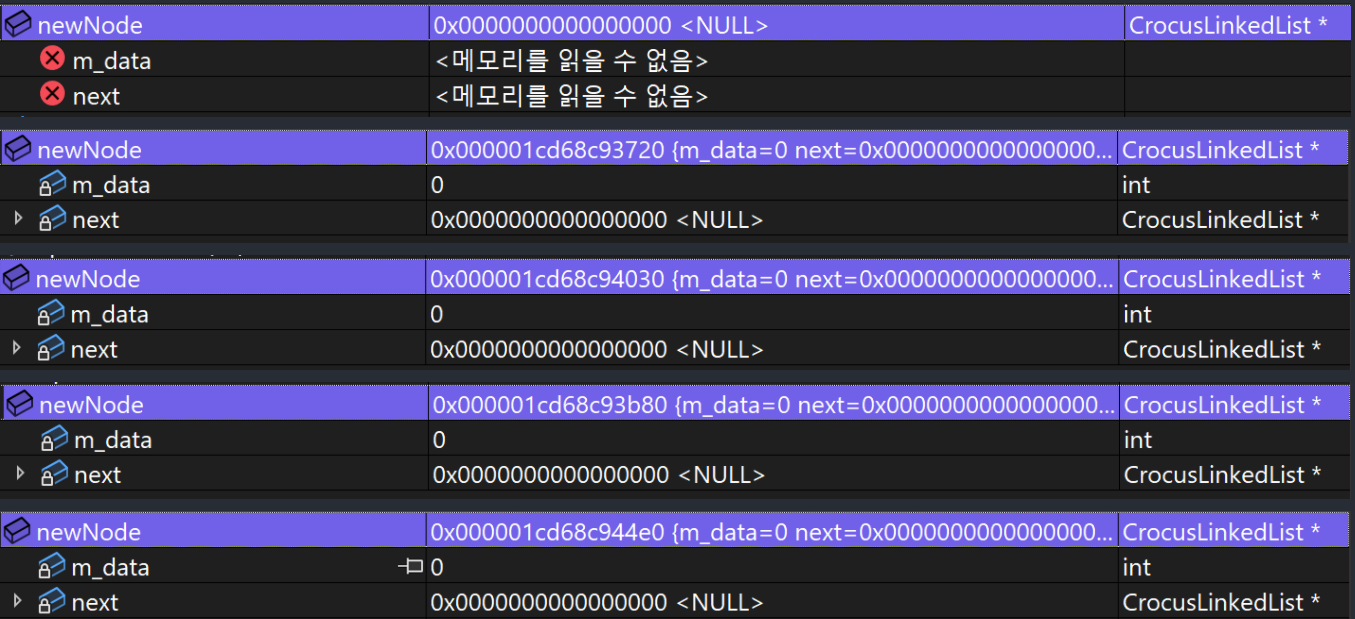 newNode 0x0000000000000000 <NULL> CrocusLinkedList *
m_data <메모리를 읽을 수 없음>
next <메모리를 읽을 수 없음>
newNode 0x000001cd68c93720 {m_data=0 next=0x0000000000000000... CrocusLinkedList *
m_data 0 int
next 0x0000000000000000 <NULL> CrocusLinkedList *
newNode 0x000001cd68c94030 {m_data=0 next=0x0000000000000000... CrocusLinkedList *
m_data 0 int
next 0x0000000000000000 <NULL> CrocusLinkedList *
newNode 0x000001cd68c93b80 {m_data=0 next=0x0000000000000000... CrocusLinkedList *
m_data 0 int
next 0x0000000000000000 <NULL> CrocusLinkedList *
newNode 0x000001cd68c944e0 {m_data=0 next=0x0000000000000000... CrocusLinkedList *
m_data 0 int
next 0x0000000000000000 <NULL> CrocusLinkedList *